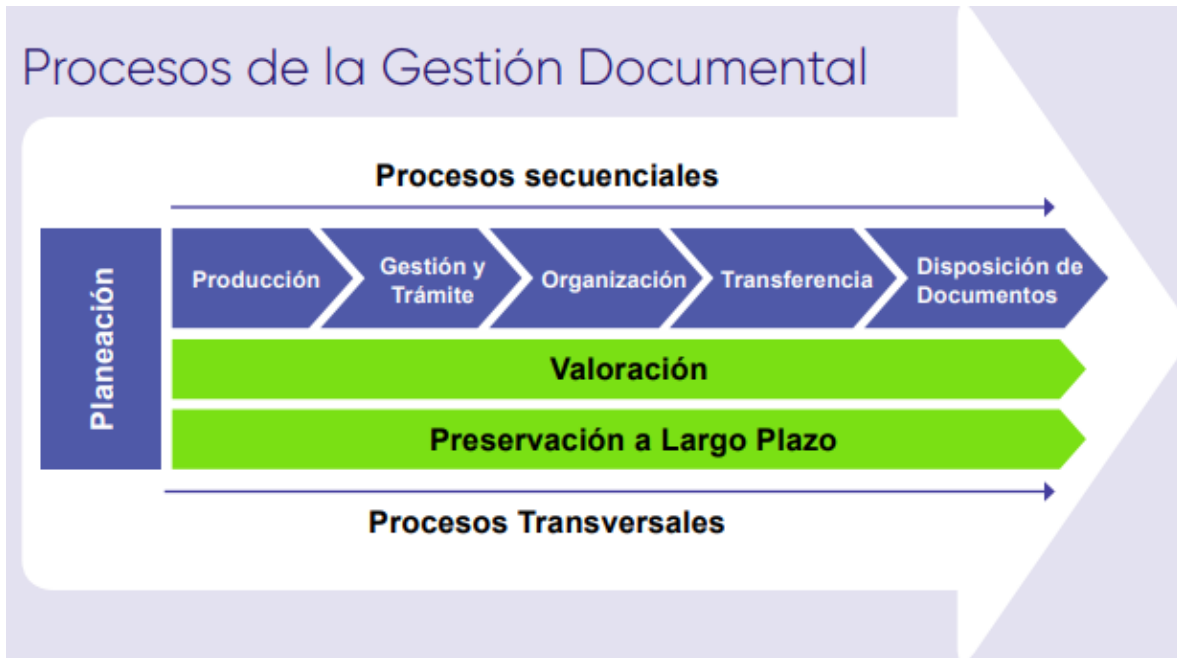 Procesos de la Gestión Documental
Procesos secuenciales
Planeación
Producción
Gestión y
Trámite
Organización
Transferencia
Disposición de
Documentos
Valoración
Preservación a Largo Plazo
Procesos Transversales